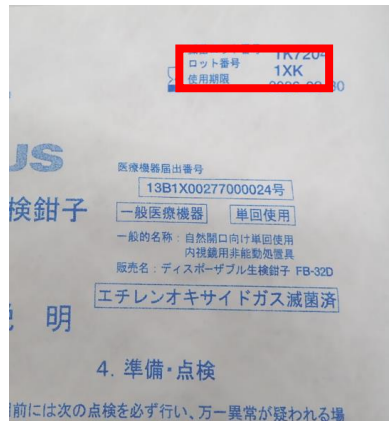 ロット番号 1XK
使用期限
US
医療機器届出番号
13B1X00277000024号
検鉗子
一般医療機器 単回使用
一般的名称：自然開口向け単回使用
内視鏡用非能動処置具
販売名：ディスポーザブル生検鉗子 FB-32D
エチレンオキサイドガス滅菌済
明
4. 準備・点検
前には次の点検を必ず行い、万一異常が疑われる場